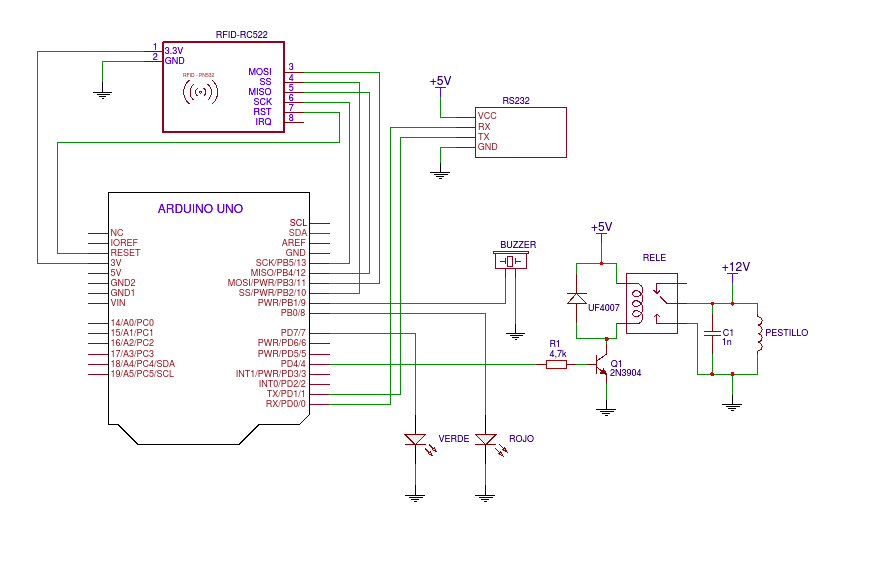 RFID-RC522
1 3.3V
2 GND
RFID - PN532
MOSI 3
SS 4
MISO 5
SCK 6
RST 7
IRQ 8
+5V
RS232
VCC
RX
TX
GND
ARDUINO UNO
NC
IOREF
RESET
3V
5V
GND2
GND1
VIN
14/A0/PC0
15/A1/PC1
16/A2/PC2
17/A3/PC3
18/A4/PC4/SDA
19/A5/PC5/SCL
SCL
SDA
AREF
GND
SCK/PB5/13
MISO/PB4/12
MOSI/PWR/PB3/11
SS/PWR/PB2/10
PWR/PB1/9
PB0/8
PD7/7
PWR/PD6/6
PWR/PD5/5
PD4/4
INT1/PWR/PD3/3
INT0/PD2/2
TX/PD1/1
RX/PD0/0
BUZZER
+5V
RELE
UF4007
+12V
C1
1n
PESTILLO
R1
4,7k
Q1
2N3904
VERDE
ROJO